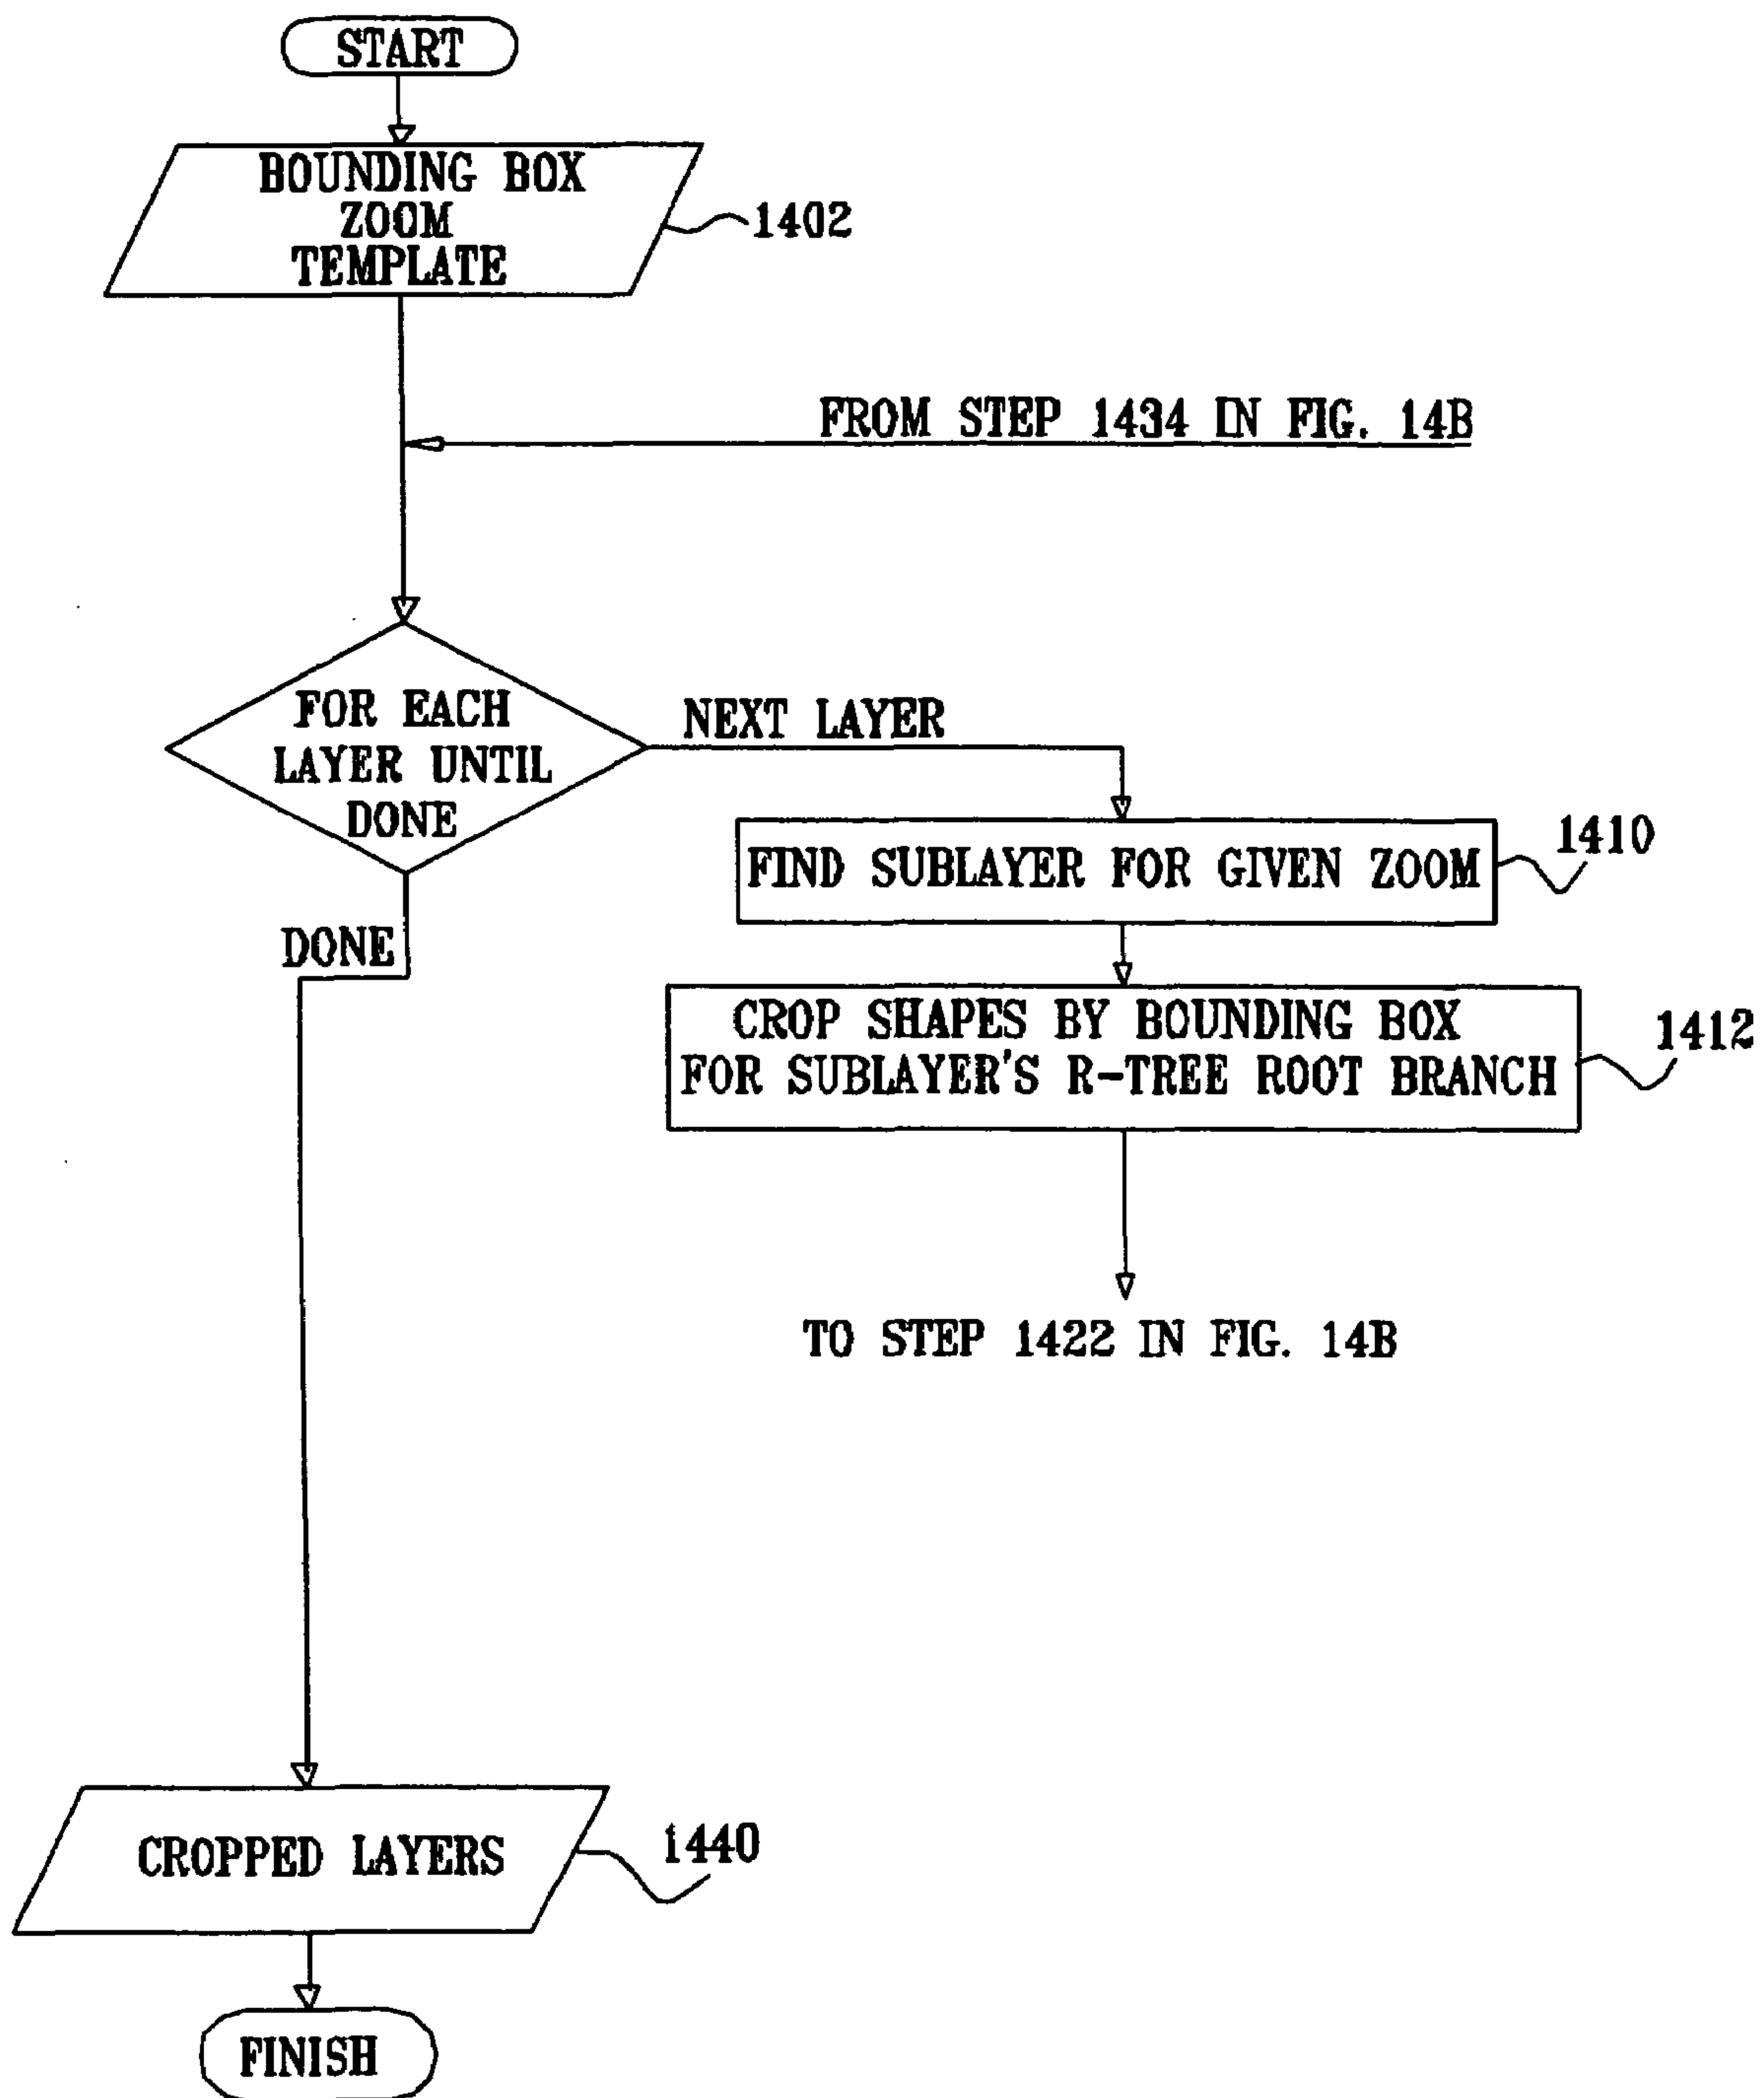 START
BOUNDING BOX
ZOOM
TEMPLATE
1402
FROM STEP 1434 IN FIG. 14B
FOR EACH
LAYER UNTIL
DONE
NEXT LAYER
FIND SUBLAYER FOR GIVEN ZOOM
1410
DONE
CROP SHAPES BY BOUNDING BOX
FOR SUBLAYER'S R-TREE ROOT BRANCH
1412
TO STEP 1422 IN FIG. 14B
CROPPED LAYERS
1440
FINISH